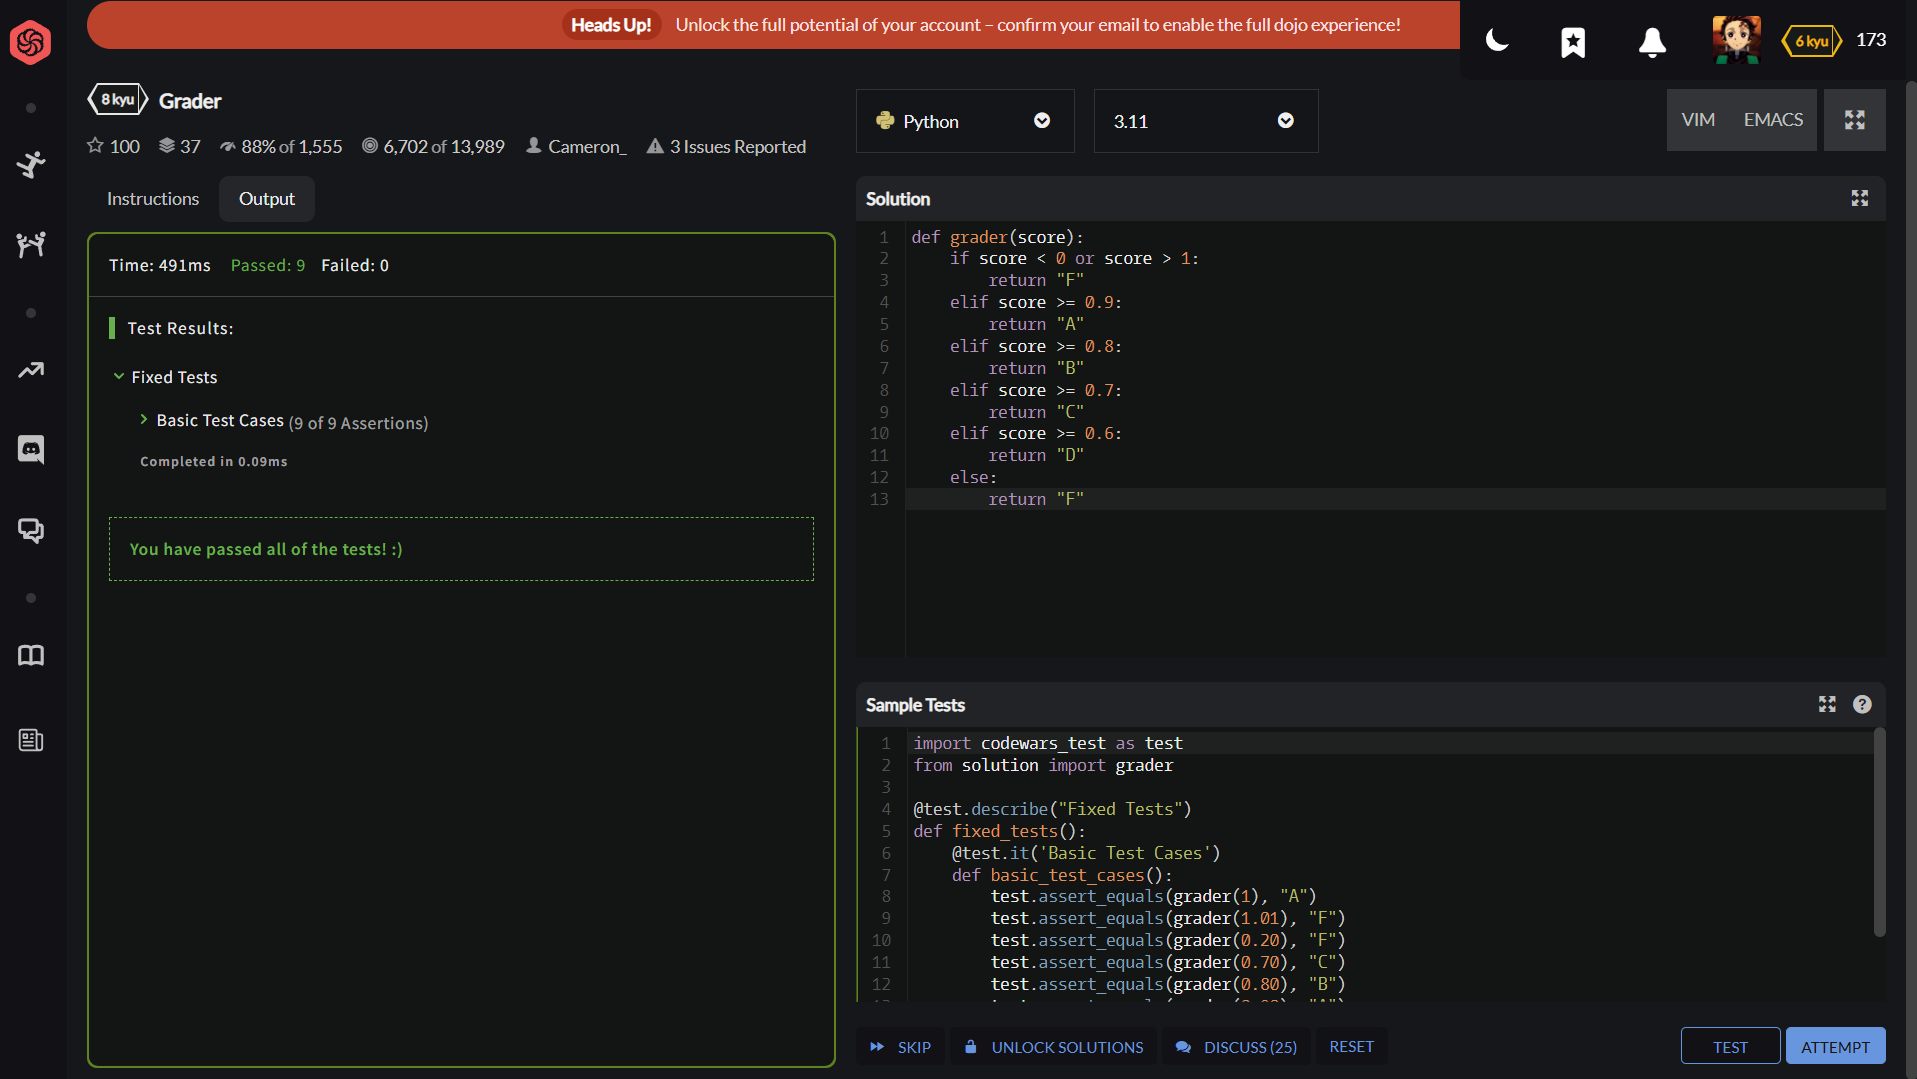 Heads Up! Unlock the full potential of your account – confirm your email to enable the full dojo experience!
6 kyu 173
8 kyu Grader
100 37 88% of 1,555 6,702 of 13,989 Cameron_ 3 Issues Reported
Instructions Output
Time: 491ms Passed: 9 Failed: 0
Test Results:
Fixed Tests
Basic Test Cases (9 of 9 Assertions)
Completed in 0.09ms
You have passed all of the tests! :)
Python 3.11
VIM EMACS
Solution
1 def grader(score):
2     if score < 0 or score > 1:
3         return "F"
4     elif score >= 0.9:
5         return "A"
6     elif score >= 0.8:
7         return "B"
8     elif score >= 0.7:
9         return "C"
10     elif score >= 0.6:
11         return "D"
12     else:
13         return "F"
Sample Tests
1 import codewars_test as test
2 from solution import grader
3
4 @test.describe("Fixed Tests")
5 def fixed_tests():
6     @test.it('Basic Test Cases')
7     def basic_test_cases():
8         test.assert_equals(grader(1), "A")
9         test.assert_equals(grader(1.01), "F")
10         test.assert_equals(grader(0.20), "F")
11         test.assert_equals(grader(0.70), "C")
12         test.assert_equals(grader(0.80), "B")
SKIP UNLOCK SOLUTIONS DISCUSS (25) RESET
TEST ATTEMPT